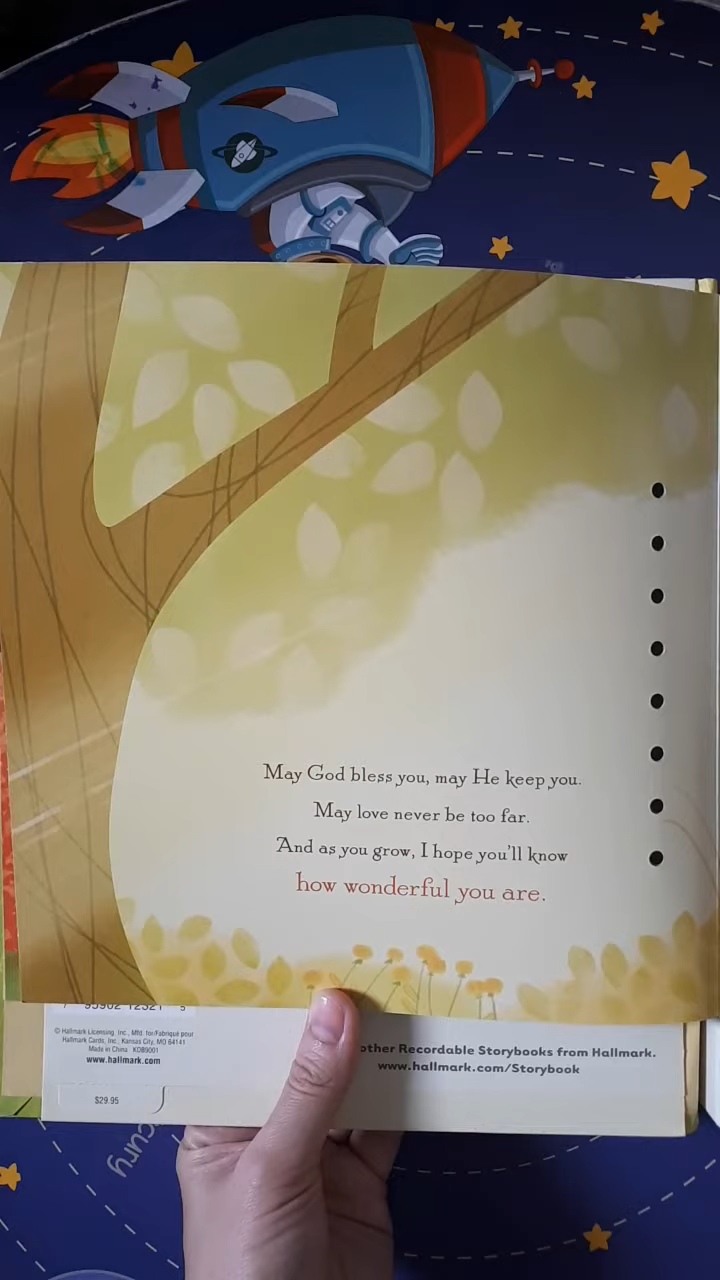 May God bless you, may He keep you.
May love never be too far.
And as you grow, I hope you'll know
how wonderful you are.
© Hallmark Licensing, Inc., Mfd. for/Fabriqué pour
Hallmark Cards, Inc., Kansas City, MO 64141
Made in China KOB9001
www.hallmark.com
$29.95
other Recordable Storybooks from Hallmark.
www.hallmark.com/Storybook
cury